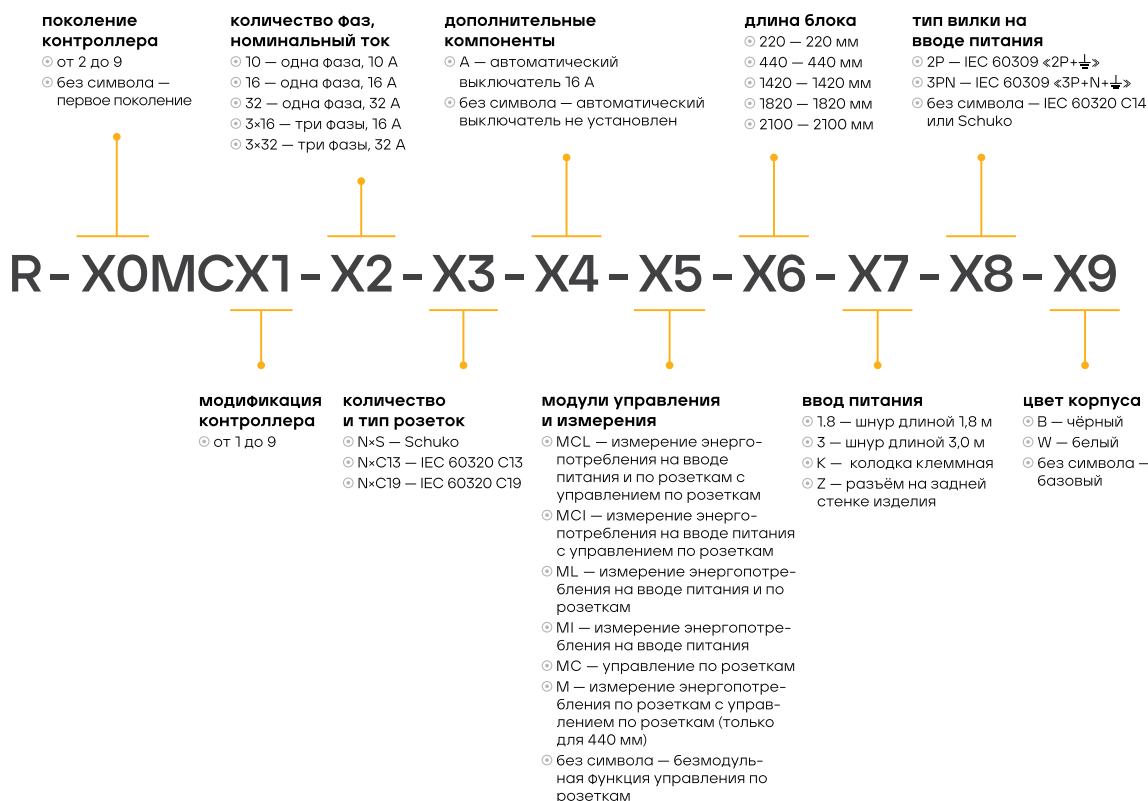 поколение
контроллера
от 2 до 9
без символа —
первое поколение
количество фаз,
номинальный ток
10 — одна фаза, 10 А
16 — одна фаза, 16 А
32 — одна фаза, 32 А
3×16 — три фазы, 16 А
3×32 — три фазы, 32 А
дополнительные
компоненты
А — автоматический
выключатель 16 А
без символа — автоматический
выключатель не установлен
длина блока
220 — 220 мм
440 — 440 мм
1420 — 1420 мм
1820 — 1820 мм
2100 — 2100 мм
тип вилки на
вводе питания
2P — IEC 60309 «2P+⏚»
3PN — IEC 60309 «3P+N+⏚»
без символа — IEC 60320 C14
или Schuko
R-X0MCX1-X2-X3-X4-X5-X6-X7-X8-X9
модификация
контроллера
от 1 до 9
количество
и тип розеток
N×S — Schuko
N×C13 — IEC 60320 C13
N×C19 — IEC 60320 C19
модули управления
и измерения
MCL — измерение энерго-
потребления на вводе
питания и по розеткам с
управлением по розеткам
MCI — измерение энерго-
потребления на вводе питания
с управлением по розеткам
ML — измерение энергопотре-
бления на вводе питания и по
розеткам
MI — измерение энергопотре-
бления на вводе питания
MC — управление по розеткам
M — измерение энергопотре-
бления по розеткам с управ-
лением по розеткам (только
для 440 мм)
без символа — безмодуль-
ная функция управления по
розеткам
ввод питания
1.8 — шнур длиной 1,8 м
3 — шнур длиной 3,0 м
K — колодка клеммная
Z — разъём на задней
стенке изделия
цвет корпуса
B — чёрный
W — белый
без символа —
базовый